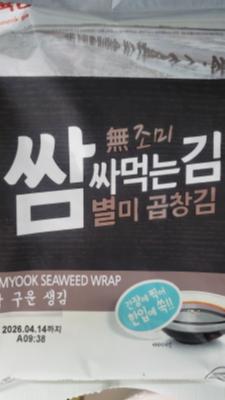 無 조미
쌈 싸먹는 김
별미 곱창김
MYOOK SEAWEED WRAP
구운 생김
간장에 찍어
한입에 쏙!!
2026.04.14까지
A09:38